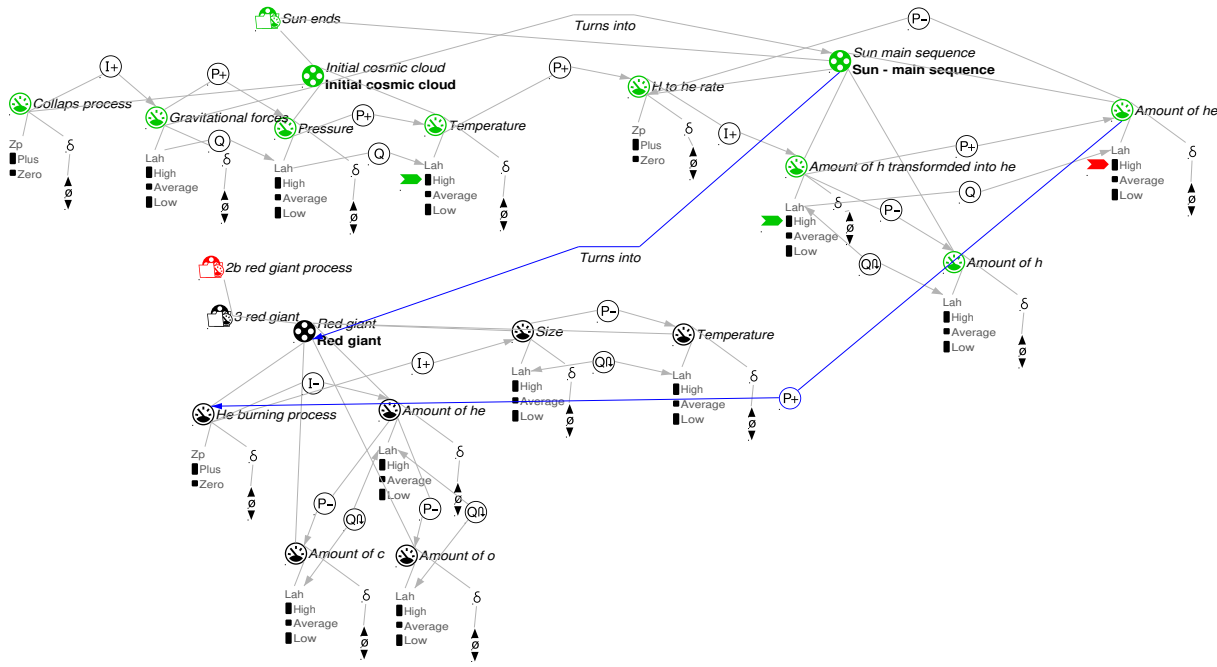 Sun ends
Turns into
P−
Initial cosmic cloud
Initial cosmic cloud
Sun main sequence
Sun - main sequence
I+
P+
P+
Collaps process
Gravitational forces
Pressure
P+
Temperature
H to he rate
Amount of he
Zp
Plus
Zero
δ
ø
Lah
High
Average
Low
Q
δ
ø
Lah
High
Average
Low
δ
ø
Q
Lah
High
Average
Low
δ
ø
Zp
Plus
Zero
δ
ø
I+
P+
Amount of h transformded into he
Lah
High
Average
Low
δ
ø
Q
P−
Lah
High
Average
Low
δ
ø
Q
Amount of h
Lah
High
Average
Low
δ
ø
Turns into
2b red giant process
3 red giant
Red giant
Red giant
Size
P−
Temperature
Lah
High
Average
Low
δ
ø
Q
Lah
High
Average
Low
δ
ø
I+
I−
P+
He burning process
Amount of he
Zp
Plus
Zero
δ
ø
Lah
High
Average
Low
δ
ø
P−
Q
P−
Q
Amount of c
Amount of o
Lah
High
Average
Low
δ
ø
Lah
High
Average
Low
δ
ø